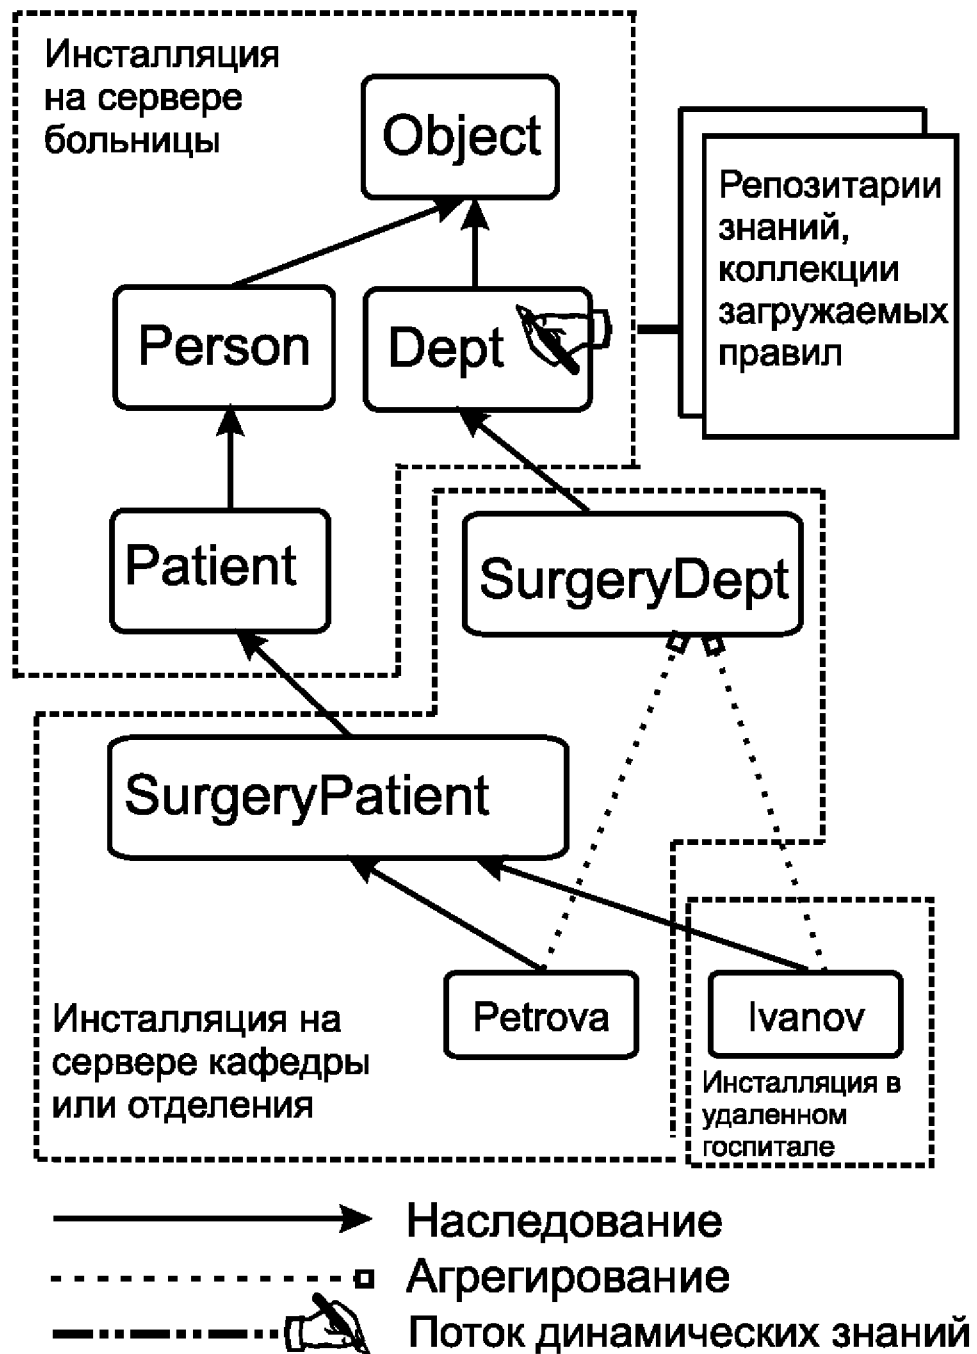 Инсталляция
на сервере
больницы
Object
Репозитарии
знаний,
коллекции
загружаемых
правил
Person
Dept
Patient
SurgeryDept
SurgeryPatient
Petrova
Ivanov
Инсталляция на
сервере кафедры
или отделения
Инсталляция в
удаленном
госпитале
Наследование
Агрегирование
Поток динамических знаний